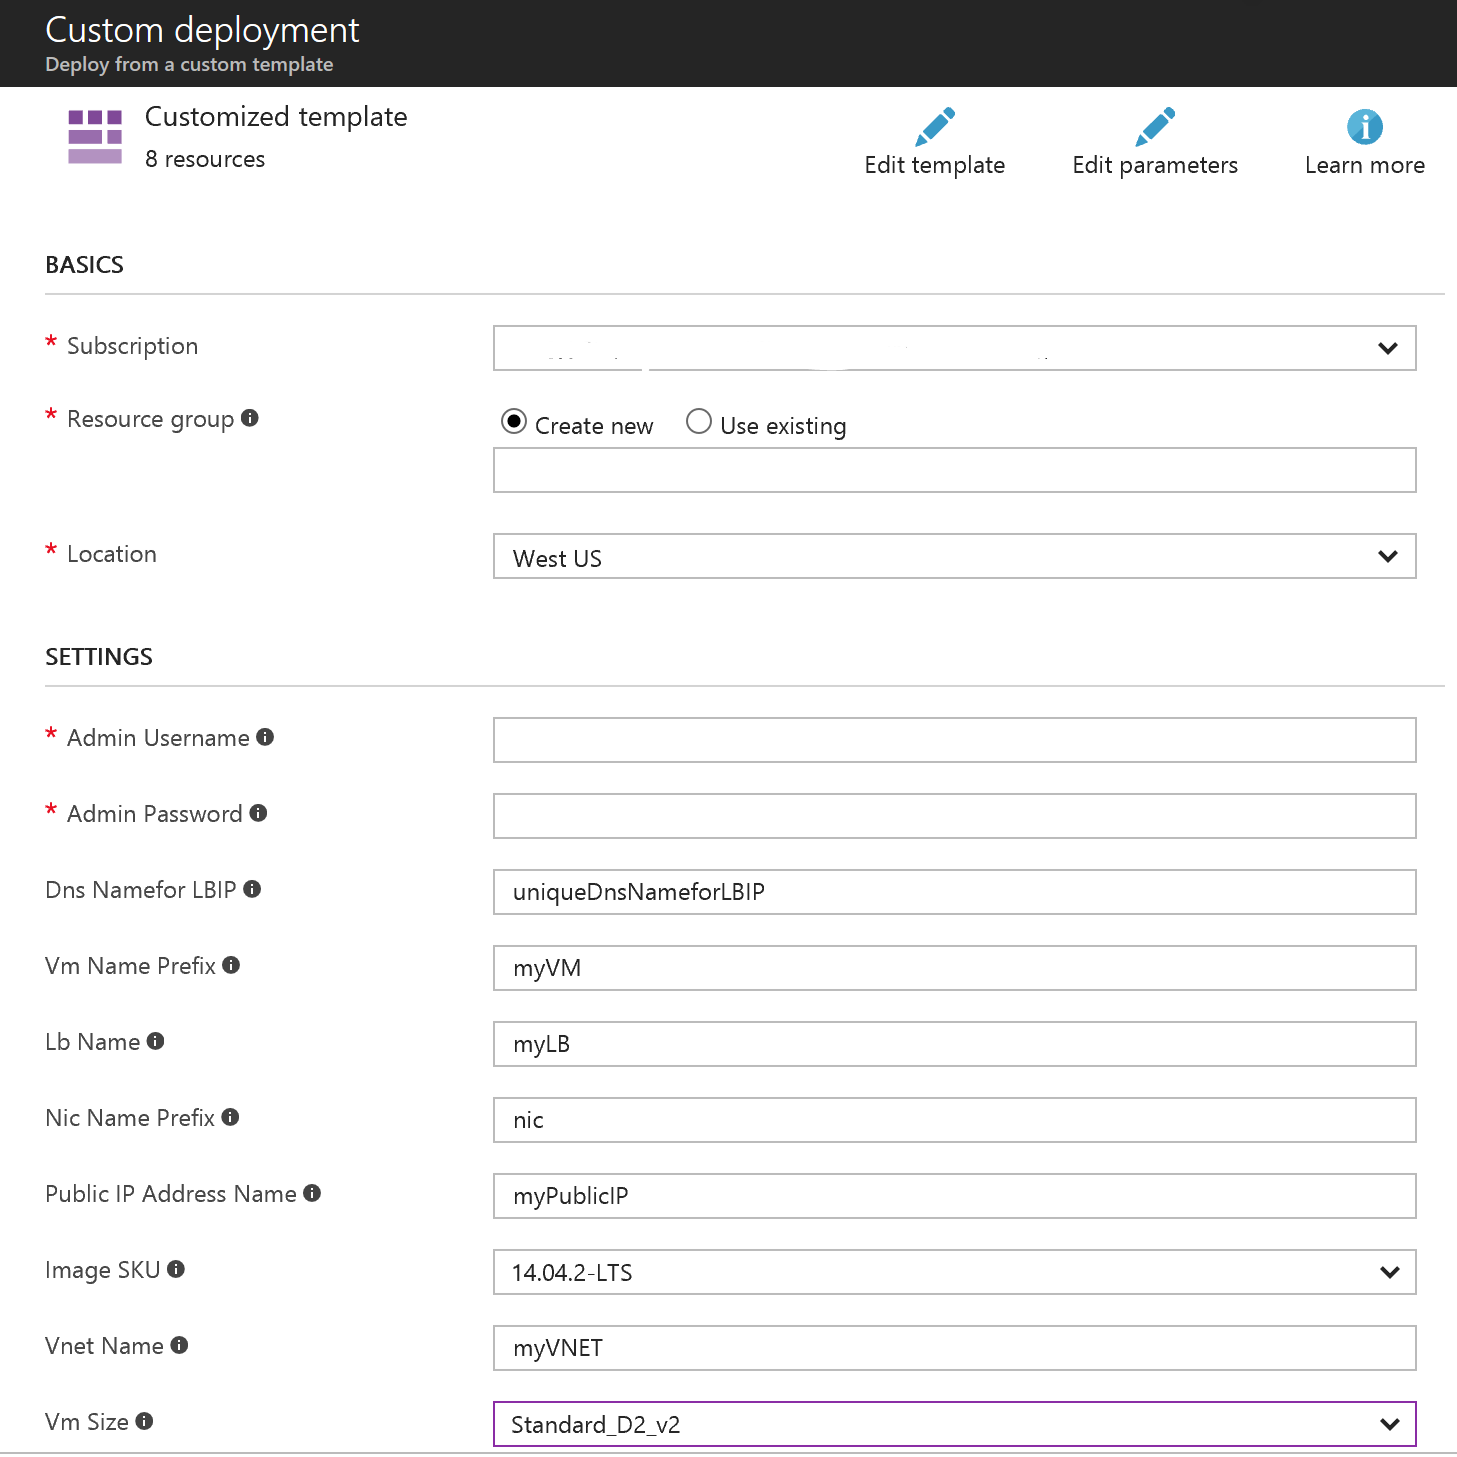 Custom deployment
Deploy from a custom template
Customized template
8 resources
Edit template
Edit parameters
Learn more
BASICS
* Subscription
* Resource group
Create new
Use existing
* Location
West US
SETTINGS
* Admin Username
* Admin Password
Dns Namefor LBIP
uniqueDnsNameforLBIP
Vm Name Prefix
myVM
Lb Name
myLB
Nic Name Prefix
nic
Public IP Address Name
myPublicIP
Image SKU
14.04.2-LTS
Vnet Name
myVNET
Vm Size
Standard_D2_v2